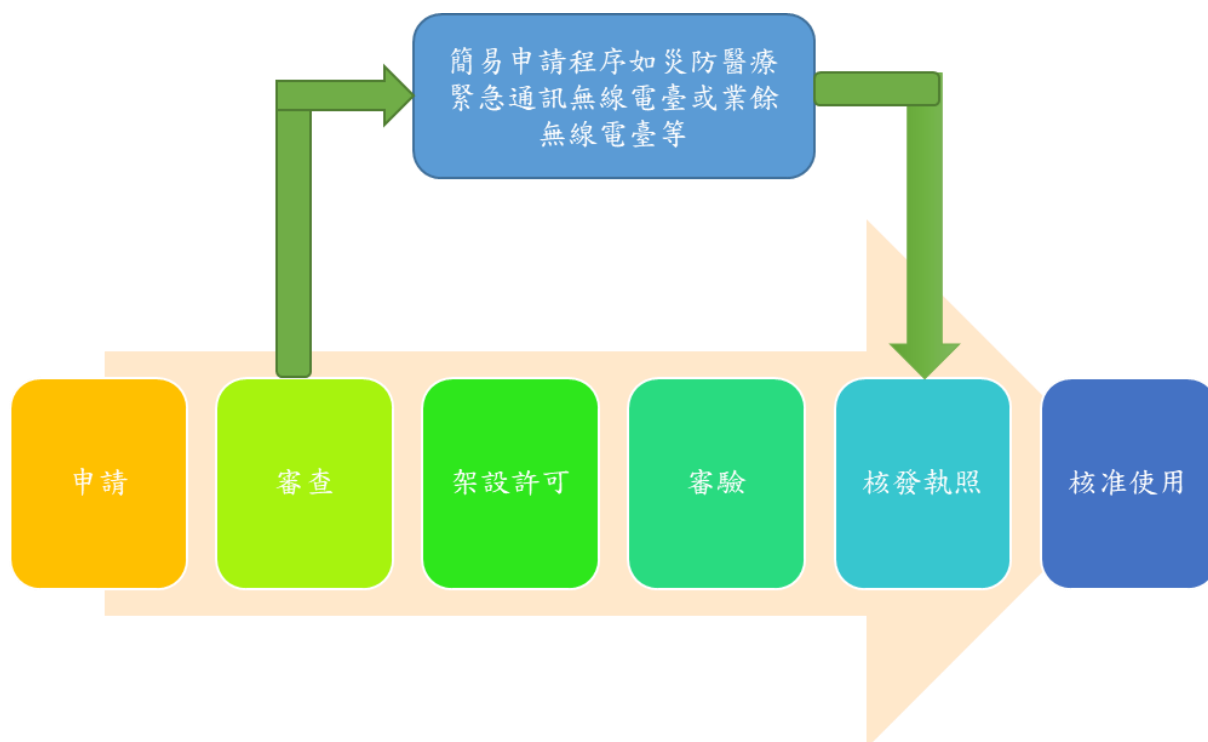 簡易申請程序如災防醫療
緊急通訊無線電臺或業餘
無線電臺等
申請
審查
架設許可
審驗
核發執照
核准使用